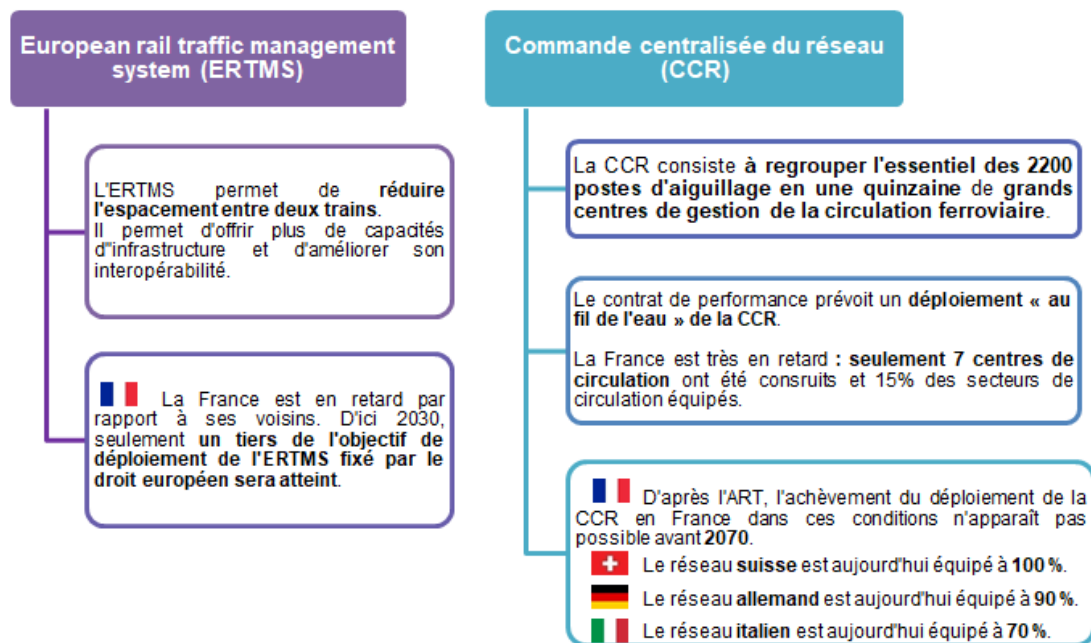 European rail traffic management
system (ERTMS)
L'ERTMS permet de réduire
l'espacement entre deux trains.
Il permet d'offrir plus de capacités
d''infrastructure et d'améliorer son
interopérabilité.
La France est en retard par
rapport à ses voisins. D'ici 2030,
seulement un tiers de l'objectif de
déploiement de l'ERTMS fixé par le
droit européen sera atteint.
Commande centralisée du réseau
(CCR)
La CCR consiste à regrouper l'essentiel des 2200
postes d'aiguillage en une quinzaine de grands
centres de gestion de la circulation ferroviaire.
Le contrat de performance prévoit un déploiement « au
fil de l'eau » de la CCR.
La France est très en retard : seulement 7 centres de
circulation ont été consruits et 15% des secteurs de
circulation équipés.
D'après l'ART, l'achèvement du déploiement de la
CCR en France dans ces conditions n'apparaît pas
possible avant 2070.
Le réseau suisse est aujourd'hui équipé à 100 %.
Le réseau allemand est aujourd'hui équipé à 90 %.
Le réseau italien est aujourd'hui équipé à 70 %.